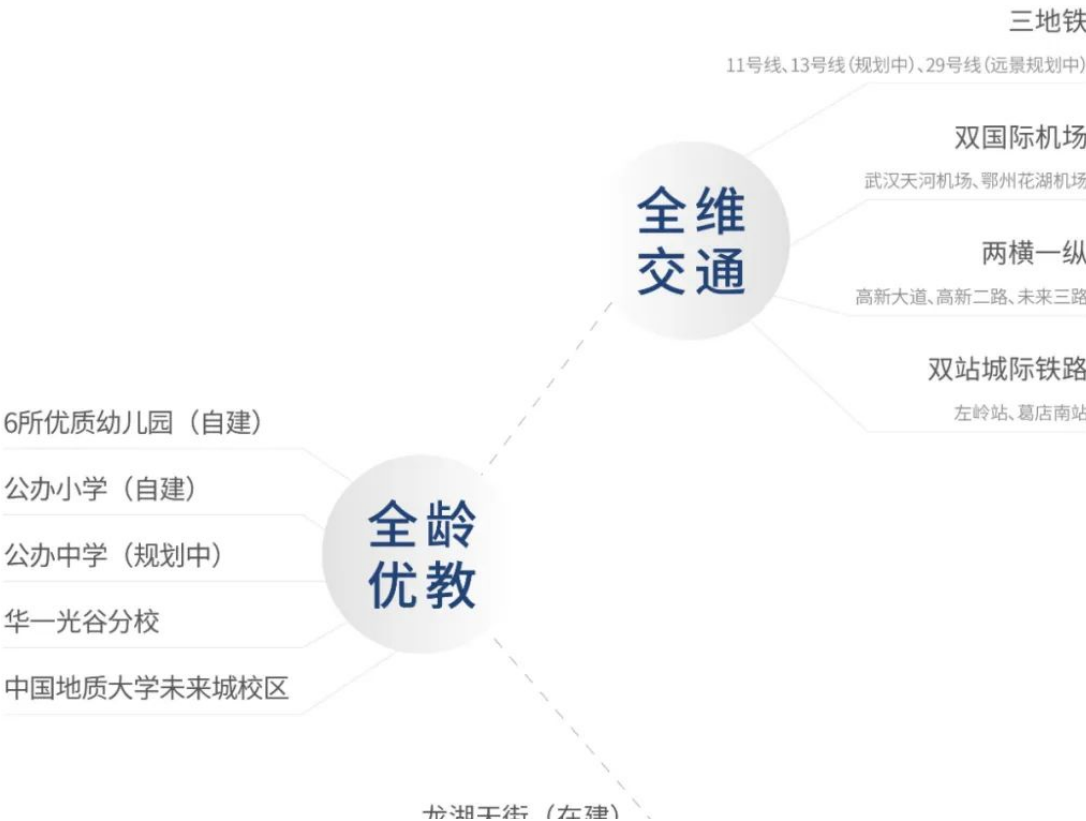 三地铁
11号线、13号线(规划中)、29号线(远景规划中)
双国际机场
武汉天河机场、鄂州花湖机场
全维
交通
两横一纵
高新大道、高新二路、未来三路
双站城际铁路
左岭站、葛店南站
6所优质幼儿园（自建）
公办小学（自建）
公办中学（规划中）
华一光谷分校
中国地质大学未来城校区
全龄
优教
龙湖天街（在建）